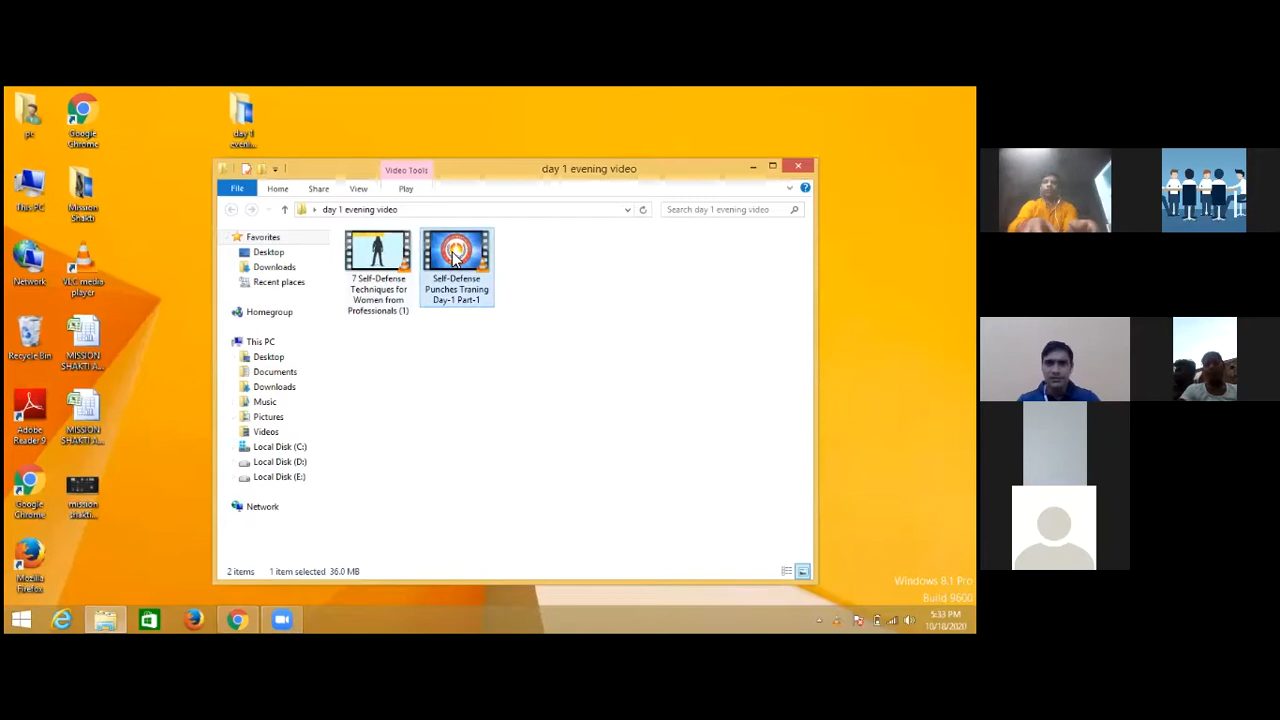 pc
Google
Chrome
day 1
eveni...
This PC
Mission
Shakti
Network
VLC media
player
Recycle Bin
MISSION
SHAKTI A...
Adobe
Reader 9
MISSION
SHAKTI A...
Google
Chrome
mission
shakti...
Mozilla
Firefox
Video Tools
day 1 evening video
File
Home
Share
View
Play
day 1 evening video
Search day 1 evening video
Favorites
Desktop
Downloads
Recent places
Homegroup
This PC
Desktop
Documents
Downloads
Music
Pictures
Videos
Local Disk (C:)
Local Disk (D:)
Local Disk (E:)
Network
7 Self-Defense
Techniques for
Women from
Professionals (1)
Self-Defense
Punches Traning
Day-1 Part-1
2 items 1 item selected 36.0 MB
Windows 8.1 Pro
Build 9600
5:33 PM
10/18/2020